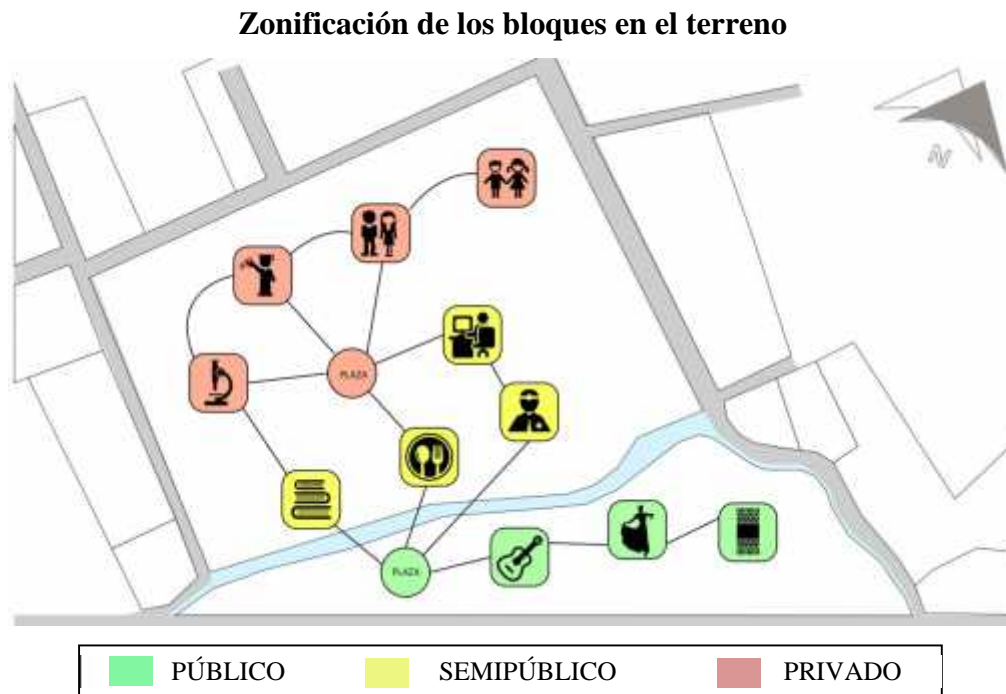 Zonificación de los bloques en el terreno
N
PLAZA
PLAZA
PÚBLICO
SEMIPÚBLICO
PRIVADO